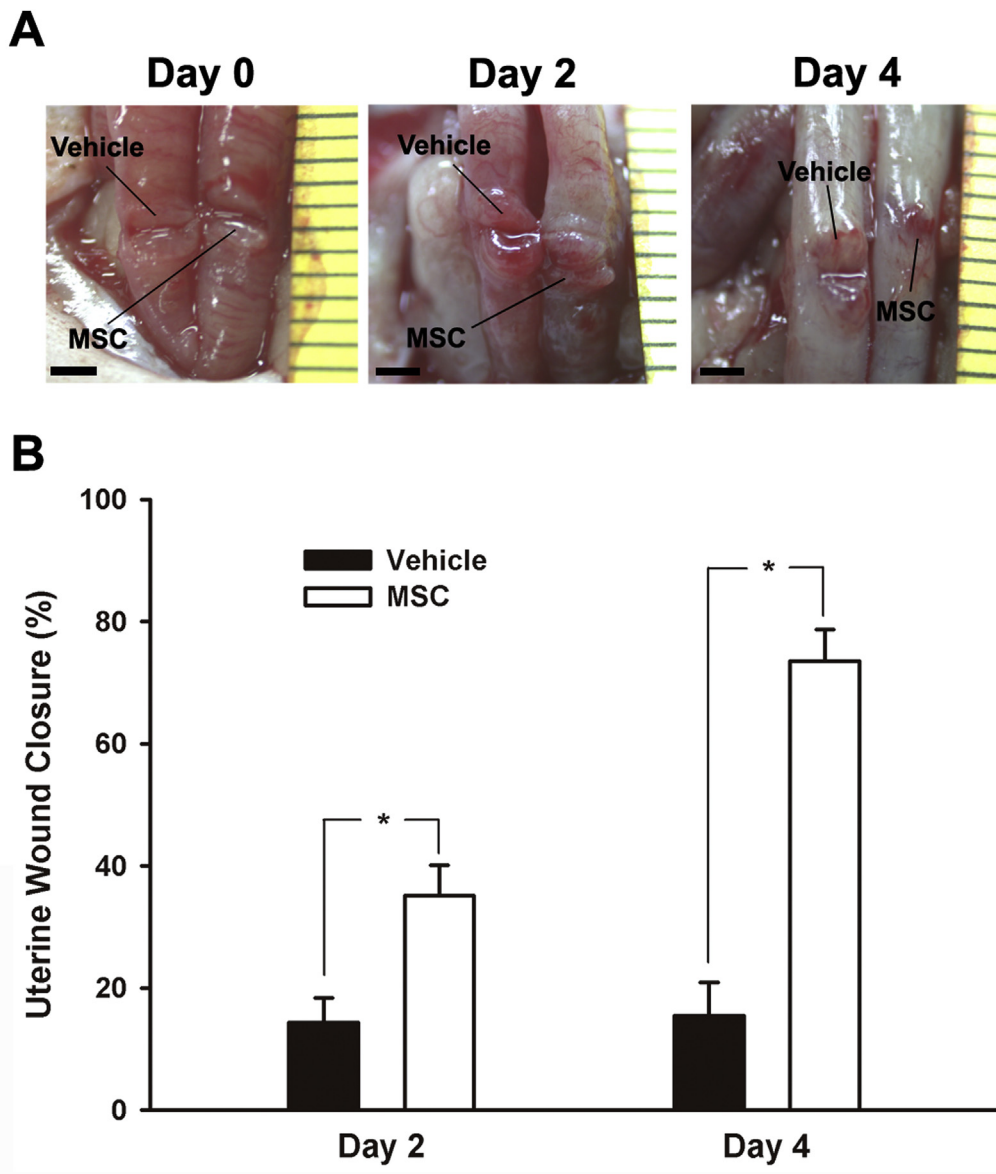 A
Day 0
Day 2
Day 4
Vehicle
MSC
Vehicle
MSC
Vehicle
MSC
B
Uterine Wound Closure (%)
100
80
60
40
20
0
Vehicle
MSC
*
*
Day 2
Day 4